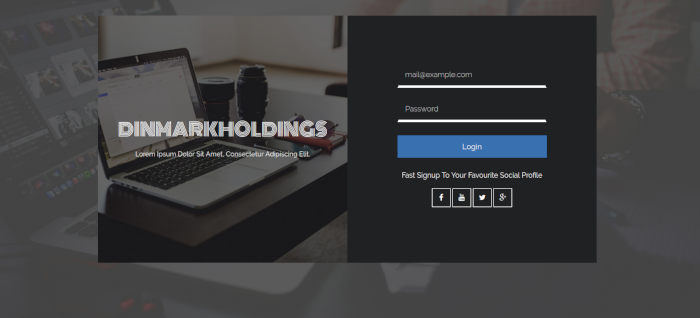 DINMARKHOLDINGS
Lorem Ipsum Dolor Sit Amet, Consectetur Adipiscing Elit.
mail@example.com
Password
Login
Fast Signup To Your Favourite Social Profile